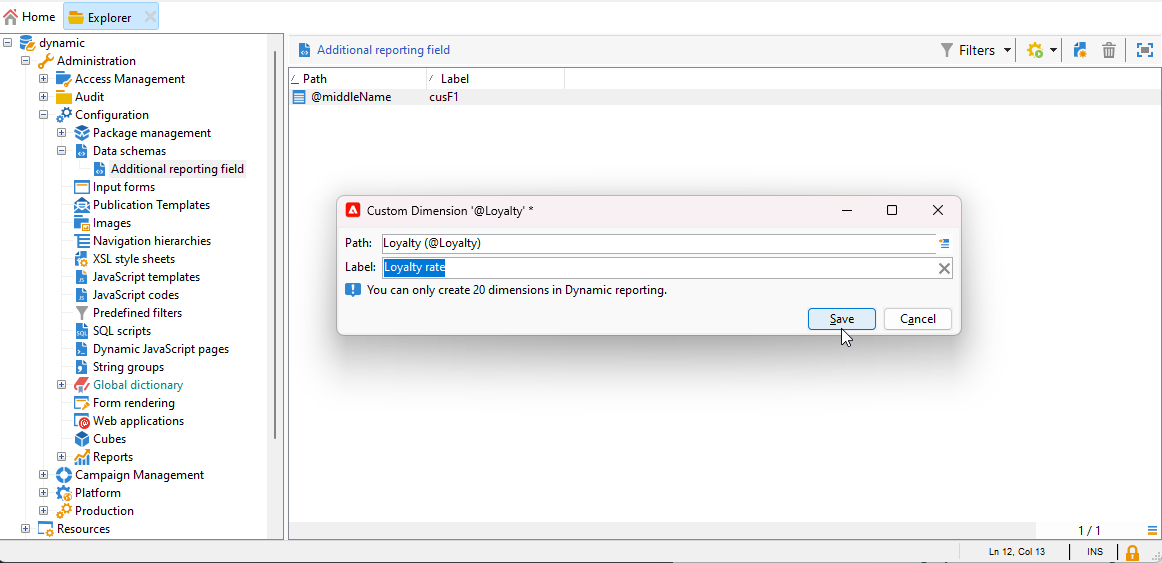 Home
Explorer
dynamic
Administration
Access Management
Audit
Configuration
Package management
Data schemas
Additional reporting field
Input forms
Publication Templates
Images
Navigation hierarchies
XSL style sheets
JavaScript templates
JavaScript codes
Predefined filters
SQL scripts
Dynamic JavaScript pages
String groups
Global dictionary
Form rendering
Web applications
Cubes
Reports
Campaign Management
Platform
Production
Resources
Additional reporting field
Filters
Path Label
@middleName cusF1
Custom Dimension '@Loyalty' *
Path: Loyalty (@Loyalty)
Label: Loyalty rate
You can only create 20 dimensions in Dynamic reporting.
Save Cancel
1 / 1
Ln 12, Col 13 INS